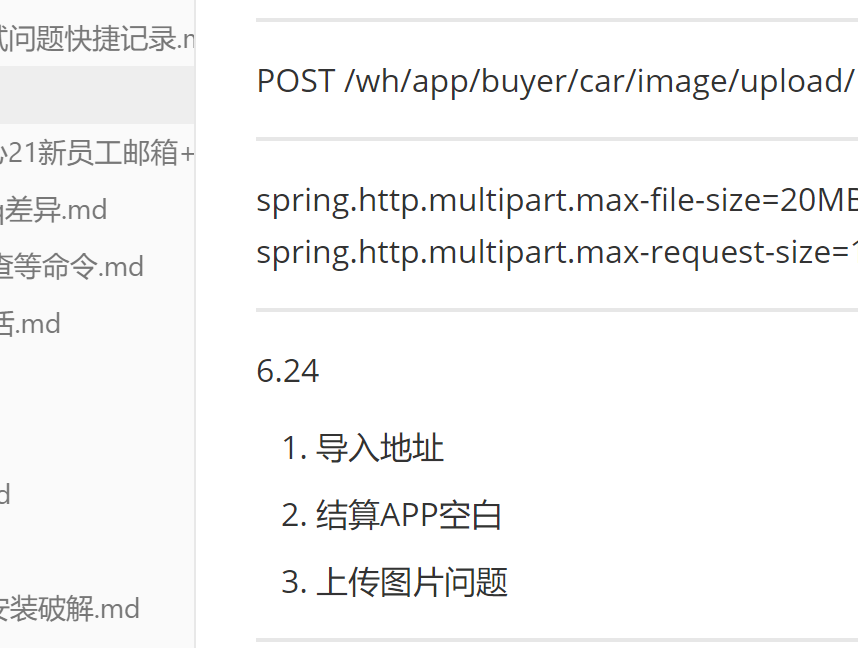 试问题快捷记录.m
心21新员工邮箱+
q差异.md
查等命令.md
活.md
d
安装破解.md
POST /wh/app/buyer/car/image/upload/
spring.http.multipart.max-file-size=20MB
spring.http.multipart.max-request-size=1
6.24
1. 导入地址
2. 结算APP空白
3. 上传图片问题